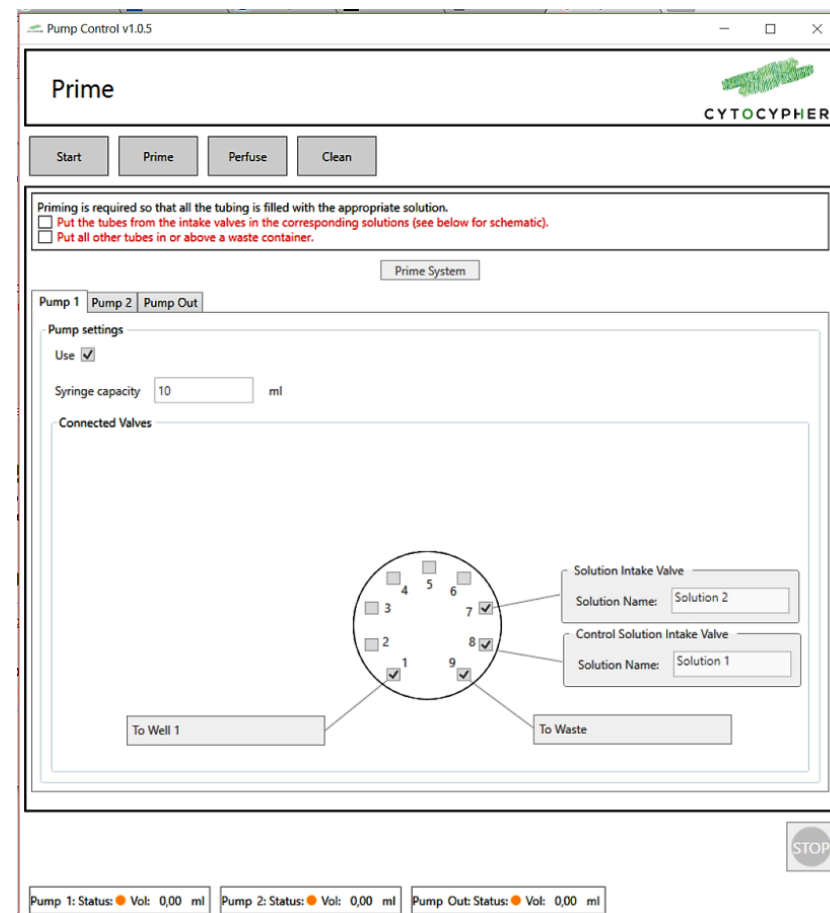 Pump Control v1.0.5
Prime
CYTOCYPHER
Start Prime Perfuse Clean
Priming is required so that all the tubing is filled with the appropriate solution.
Put the tubes from the intake valves in the corresponding solutions (see below for schematic).
Put all other tubes in or above a waste container.
Prime System
Pump 1 Pump 2 Pump Out
Pump settings
Use
Syringe capacity 10 ml
Connected Valves
Solution Intake Valve
Solution Name: Solution 2
Control Solution Intake Valve
Solution Name: Solution 1
4 5 6
3 7
2 8
1 9
To Well 1
To Waste
STOP
Pump 1: Status: Vol: 0,00 ml Pump 2: Status: Vol: 0,00 ml Pump Out: Status: Vol: 0,00 ml